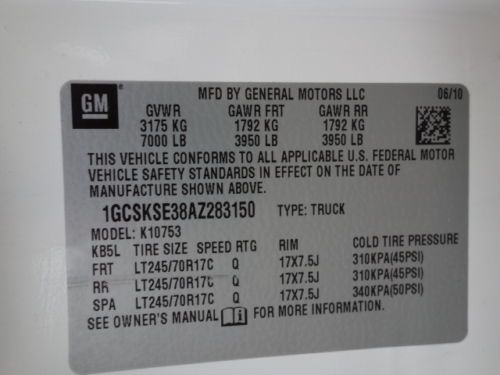 GM
MFD BY GENERAL MOTORS LLC 06/10
GVWR GAWR FRT GAWR RR
3175 KG 1792 KG 1792 KG
7000 LB 3950 LB 3950 LB
THIS VEHICLE CONFORMS TO ALL APPLICABLE U.S. FEDERAL MOTOR
VEHICLE SAFETY STANDARDS IN EFFECT ON THE DATE OF
MANUFACTURE SHOWN ABOVE.
1GCSKSE38AZ283150 TYPE: TRUCK
MODEL: K10753
KB5L TIRE SIZE SPEED RTG RIM COLD TIRE PRESSURE
FRT LT245/70R17C Q 17X7.5J 310KPA(45PSI)
RR LT245/70R17C Q 17X7.5J 310KPA(45PSI)
SPA LT245/70R17C Q 17X7.5J 340KPA(50PSI)
SEE OWNER'S MANUAL FOR MORE INFORMATION.